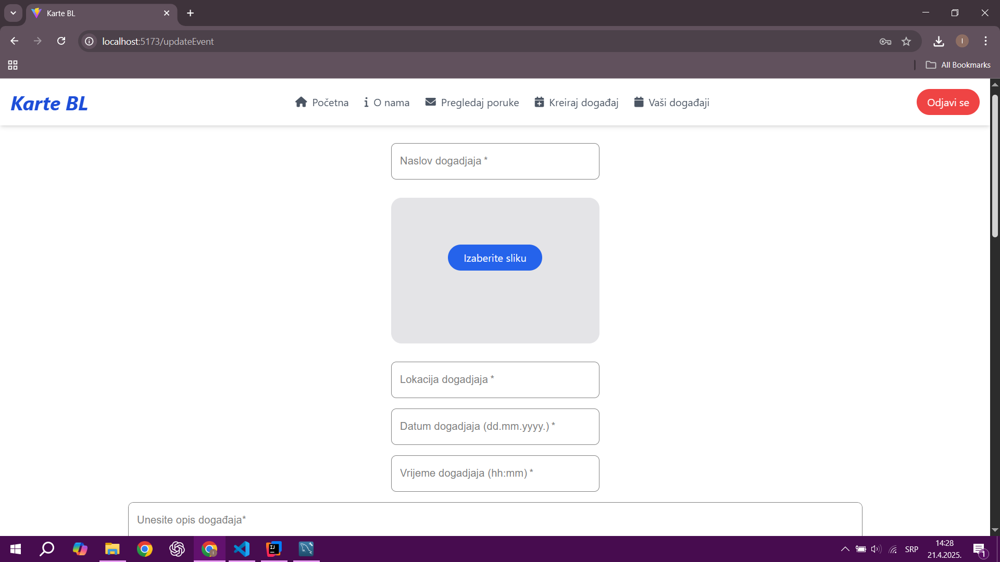 Karte BL
localhost:5173/updateEvent
I
All Bookmarks
Karte BL
Početna
O nama
Pregledaj poruke
Kreiraj događaj
Vaši događaji
Odjavi se
Naslov dogadjaja *
Izaberite sliku
Lokacija dogadjaja *
Datum dogadjaja (dd.mm.yyyy.) *
Vrijeme dogadjaja (hh:mm) *
Unesite opis događaja*
SRP
14:28
21.4.2025.
1